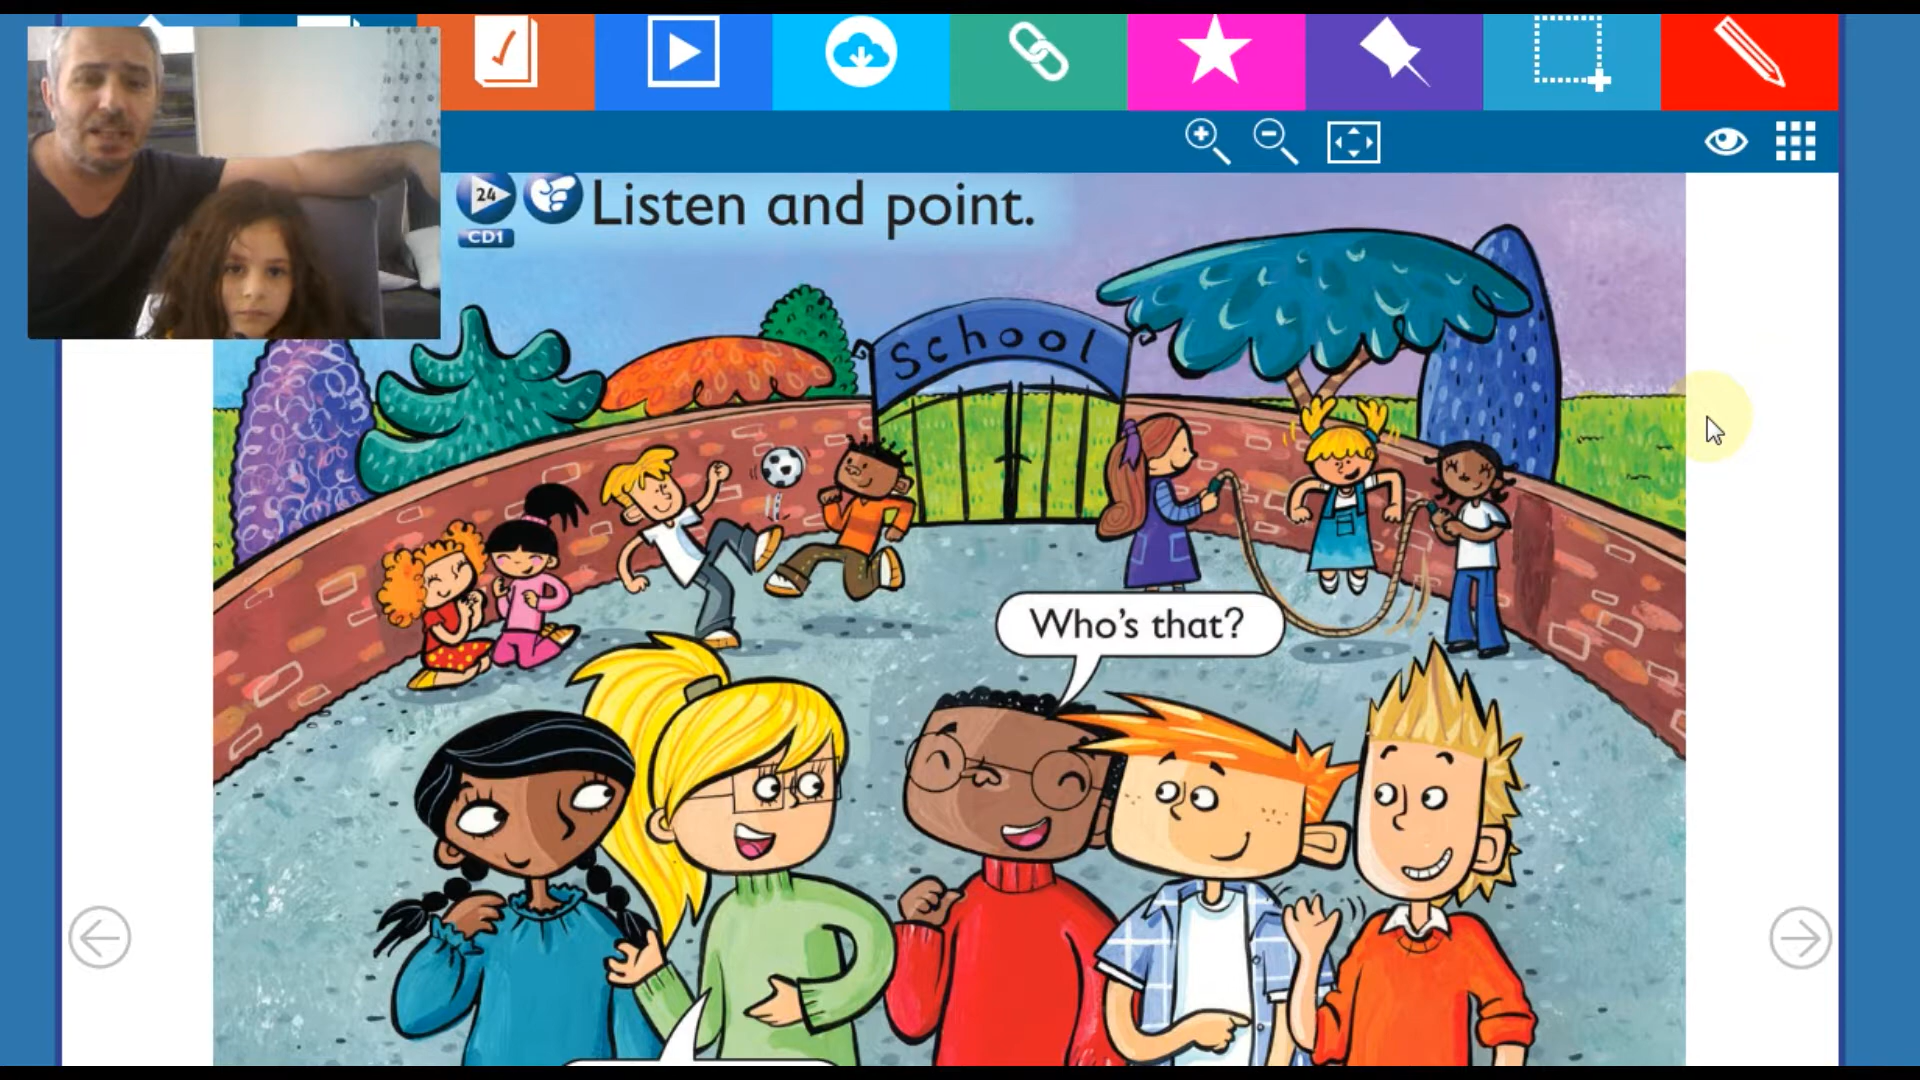 24
CD1
Listen and point.
School
Who's that?